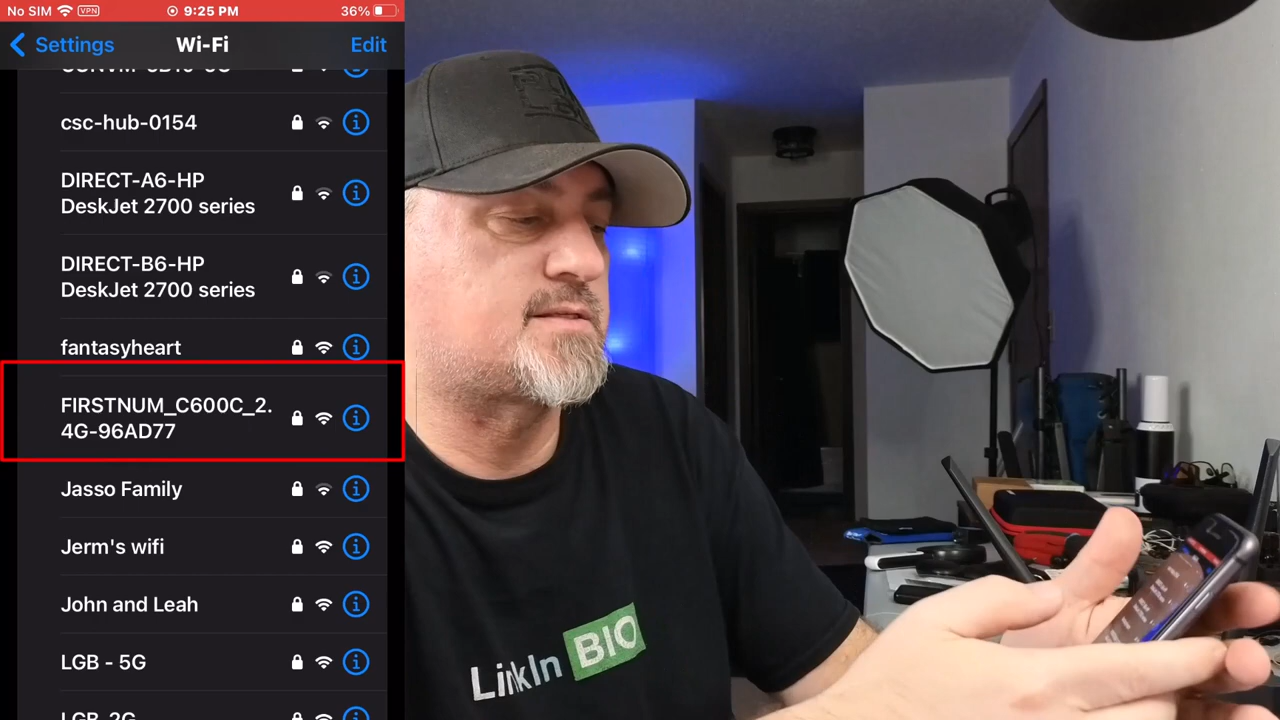 No SIM VPN 9:25 PM 36%
Settings Wi-Fi Edit
csc-hub-0154
DIRECT-A6-HP
DeskJet 2700 series
DIRECT-B6-HP
DeskJet 2700 series
fantasyheart
FIRSTNUM_C600C_2.
4G-96AD77
Jasso Family
Jerm's wifi
John and Leah
LGB - 5G
LinkIn BIO